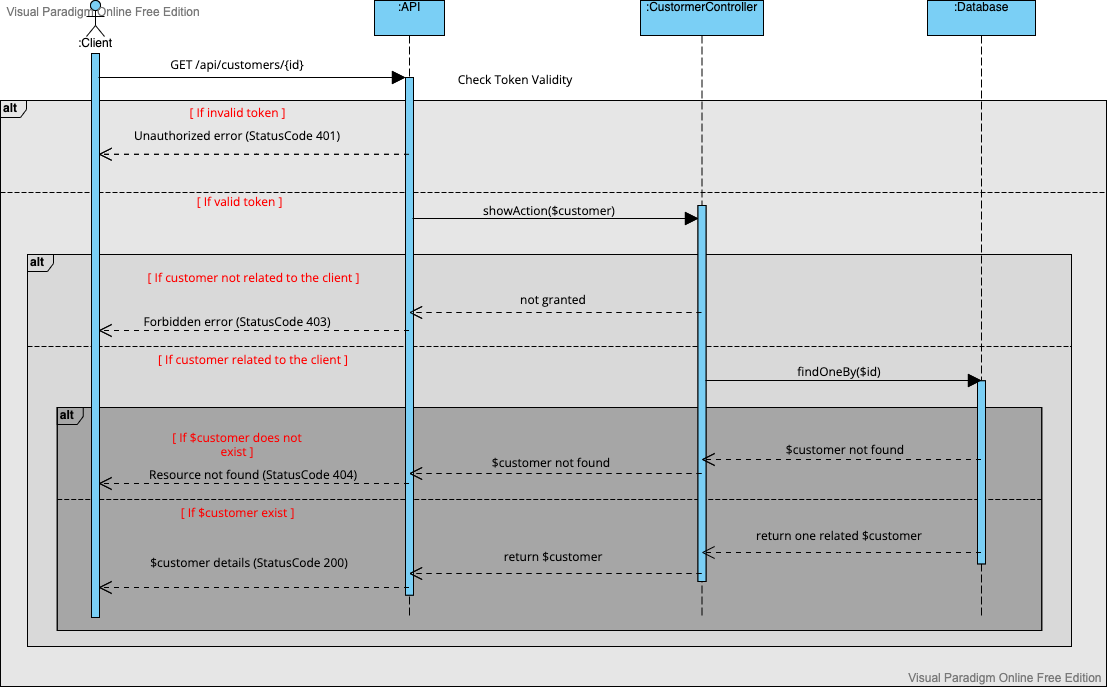 Visual Paradigm Online Free Edition
:Client
:API
:CustormerController
:Database
GET /api/customers/{id}
Check Token Validity
alt
[ If invalid token ]
Unauthorized error (StatusCode 401)
[ If valid token ]
showAction($customer)
alt
[ If customer not related to the client ]
not granted
Forbidden error (StatusCode 403)
[ If customer related to the client ]
findOneBy($id)
alt
[ If $customer does not
exist ]
$customer not found
$customer not found
Resource not found (StatusCode 404)
[ If $customer exist ]
return one related $customer
return $customer
$customer details (StatusCode 200)
Visual Paradigm Online Free Edition